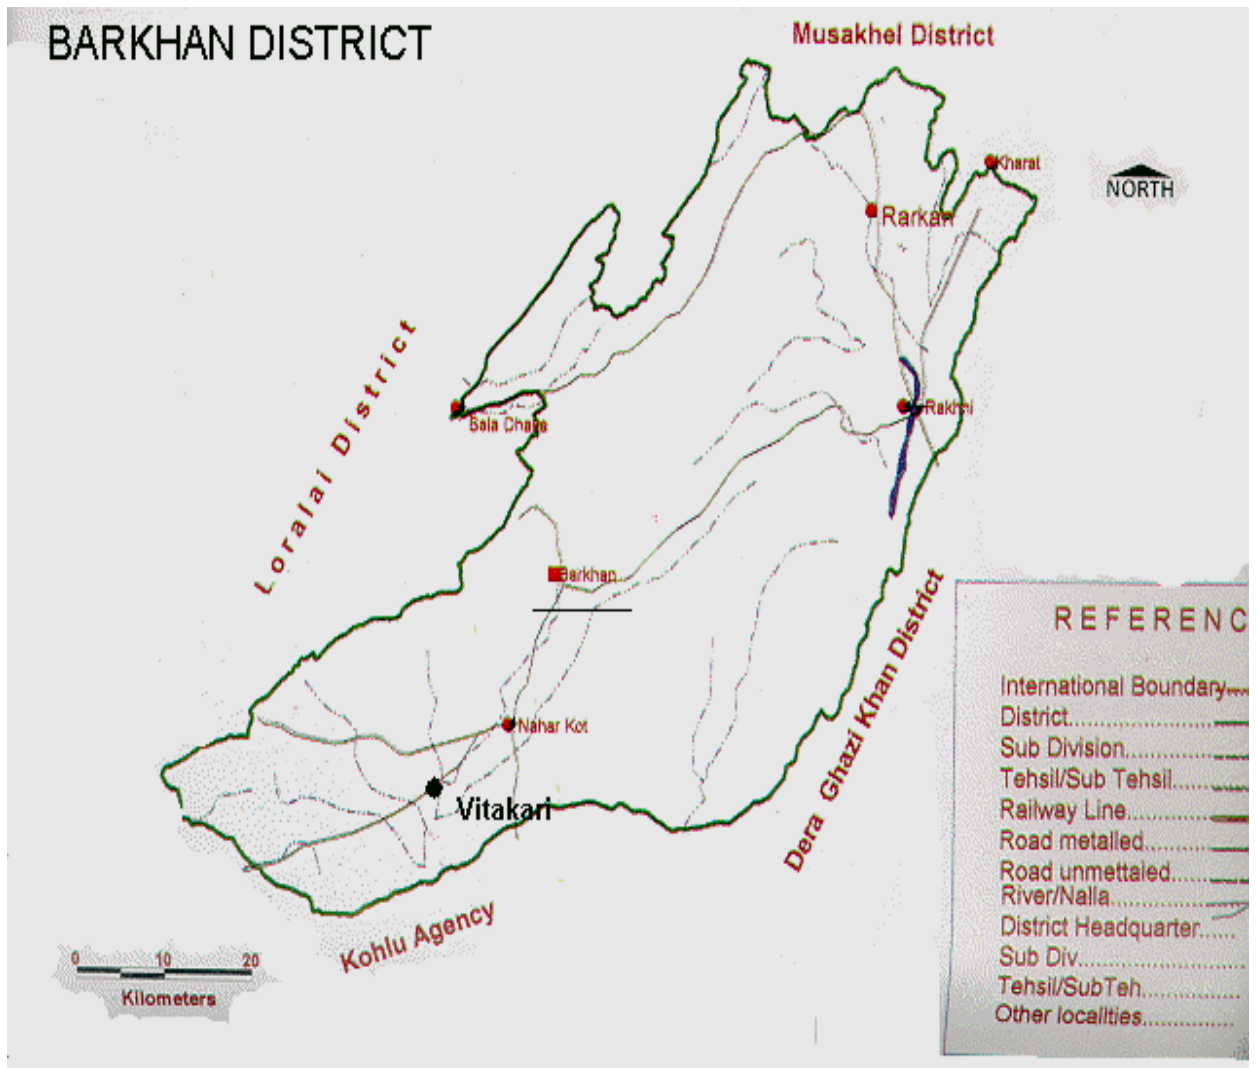 BARKHAN DISTRICT
Musakhel District
Kharat
NORTH
Rarkan
Loralai District
Rakhni
Barkhan
Dera Ghazi Khan District
Nahar Kot
Vitakari
Kohlu Agency
0 10 20
Kilometers
REFERENC
International Boundary
District
Sub Division
Tehsil/Sub Tehsil
Railway Line
Road metalled
Road unmettaled
River/Nalla
District Headquarter
Sub Div
Tehsil/SubTeh
Other localities